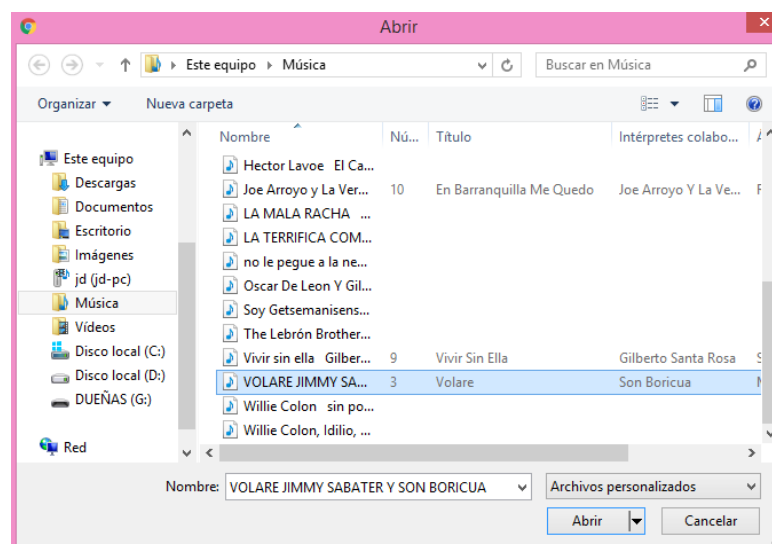 Abrir
Este equipo Música
Buscar en Música
Organizar Nueva carpeta
Nombre Nú... Título Intérpretes colabo...
Este equipo
Descargas
Documentos
Escritorio
Imágenes
jd (jd-pc)
Música
Vídeos
Disco local (C:)
Disco local (D:)
DUEÑAS (G:)
Red
Hector Lavoe El Ca...
Joe Arroyo y La Ver... 10 En Barranquilla Me Quedo Joe Arroyo Y La Ve...
LA MALA RACHA ...
LA TERRIFICA COM...
no le pegue a la ne...
Oscar De Leon Y Gil...
Soy Getsemanisens...
The Lebrón Brother...
Vivir sin ella Gilber... 9 Vivir Sin Ella Gilberto Santa Rosa
VOLARE JIMMY SA... 3 Volare Son Boricua
Willie Colon sin po...
Willie Colon, Idilio, ...
Nombre: VOLARE JIMMY SABATER Y SON BORICUA Archivos personalizados
Abrir Cancelar